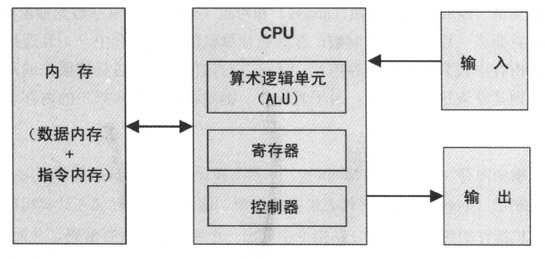 内 存
(数据内存
+
指令内存)
CPU
算术逻辑单元
(ALU)
寄存器
控制器
输 入
输 出